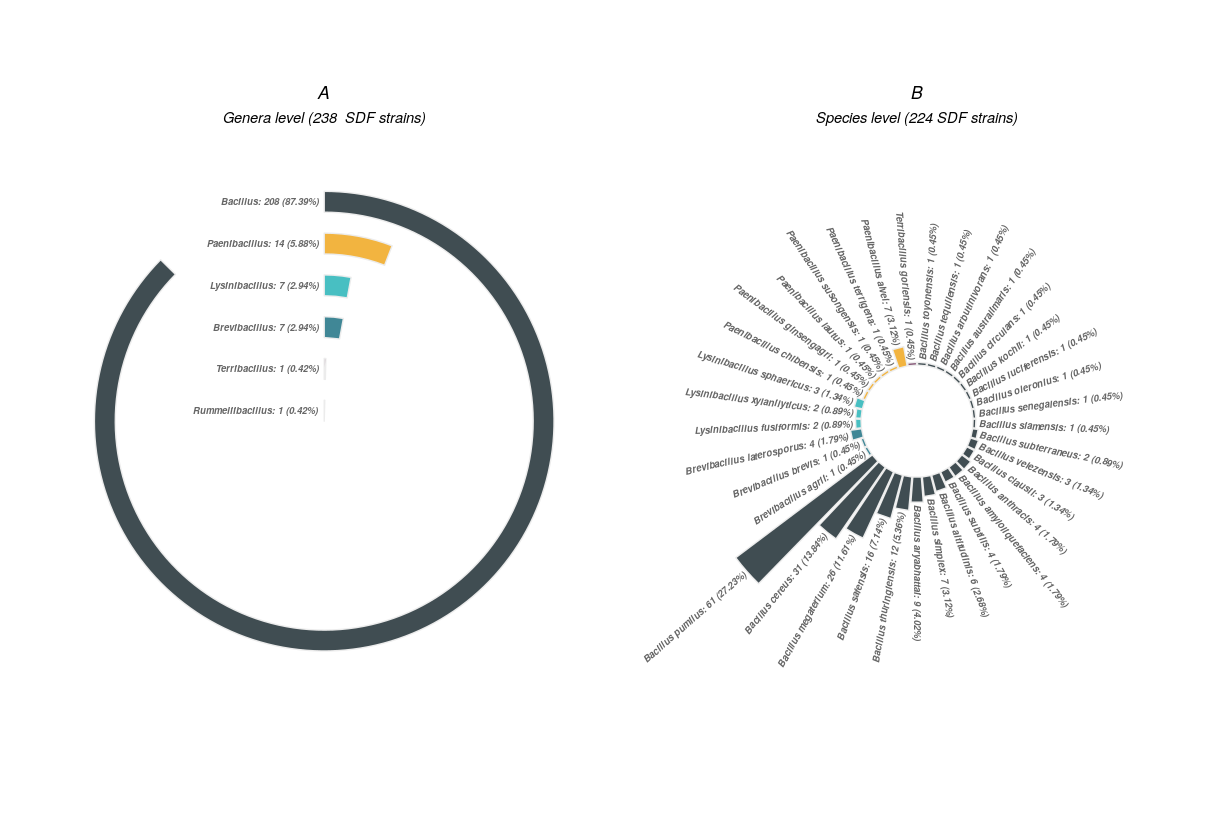 A
Genera level (238 SDF strains)
Bacillus: 208 (87.39%)
Paenibacillus: 14 (5.88%)
Lysinibacillus: 7 (2.94%)
Brevibacillus: 7 (2.94%)
Terribacillus: 1 (0.42%)
Rummeliibacillus: 1 (0.42%)
B
Species level (224 SDF strains)
Bacillus toyonensis: 1 (0.45%)
Bacillus tequilensis: 1 (0.45%)
Bacillus arbutinivorans: 1 (0.45%)
Bacillus australimaris: 1 (0.45%)
Bacillus circulans: 1 (0.45%)
Bacillus kochii: 1 (0.45%)
Bacillus luciferensis: 1 (0.45%)
Bacillus oleronius: 1 (0.45%)
Bacillus senegalensis: 1 (0.45%)
Bacillus siamensis: 1 (0.45%)
Bacillus subterraneus: 2 (0.89%)
Bacillus velezensis: 3 (1.34%)
Bacillus clausii: 3 (1.34%)
Bacillus anthracis: 4 (1.79%)
Bacillus amyloliquefaciens: 4 (1.79%)
Bacillus subtilis: 4 (1.79%)
Bacillus altitudinis: 6 (2.68%)
Bacillus simplex: 7 (3.12%)
Bacillus aryabhattai: 9 (4.02%)
Bacillus thuringiensis: 12 (5.36%)
Bacillus safensis: 16 (7.14%)
Bacillus megaterium: 26 (11.61%)
Bacillus cereus: 31 (13.84%)
Bacillus pumilus: 61 (27.23%)
Brevibacillus agri: 1 (0.45%)
Brevibacillus brevis: 1 (0.45%)
Brevibacillus laterosporus: 4 (1.79%)
Lysinibacillus fusiformis: 2 (0.89%)
Lysinibacillus xylanilyticus: 2 (0.89%)
Lysinibacillus sphaericus: 3 (1.34%)
Paenibacillus chibensis: 1 (0.45%)
Paenibacillus ginsengagri: 1 (0.45%)
Paenibacillus lautus: 1 (0.45%)
Paenibacillus susongensis: 1 (0.45%)
Paenibacillus terrigena: 1 (0.45%)
Paenibacillus alvei: 7 (3.12%)
Terribacillus goriensis: 1 (0.45%)